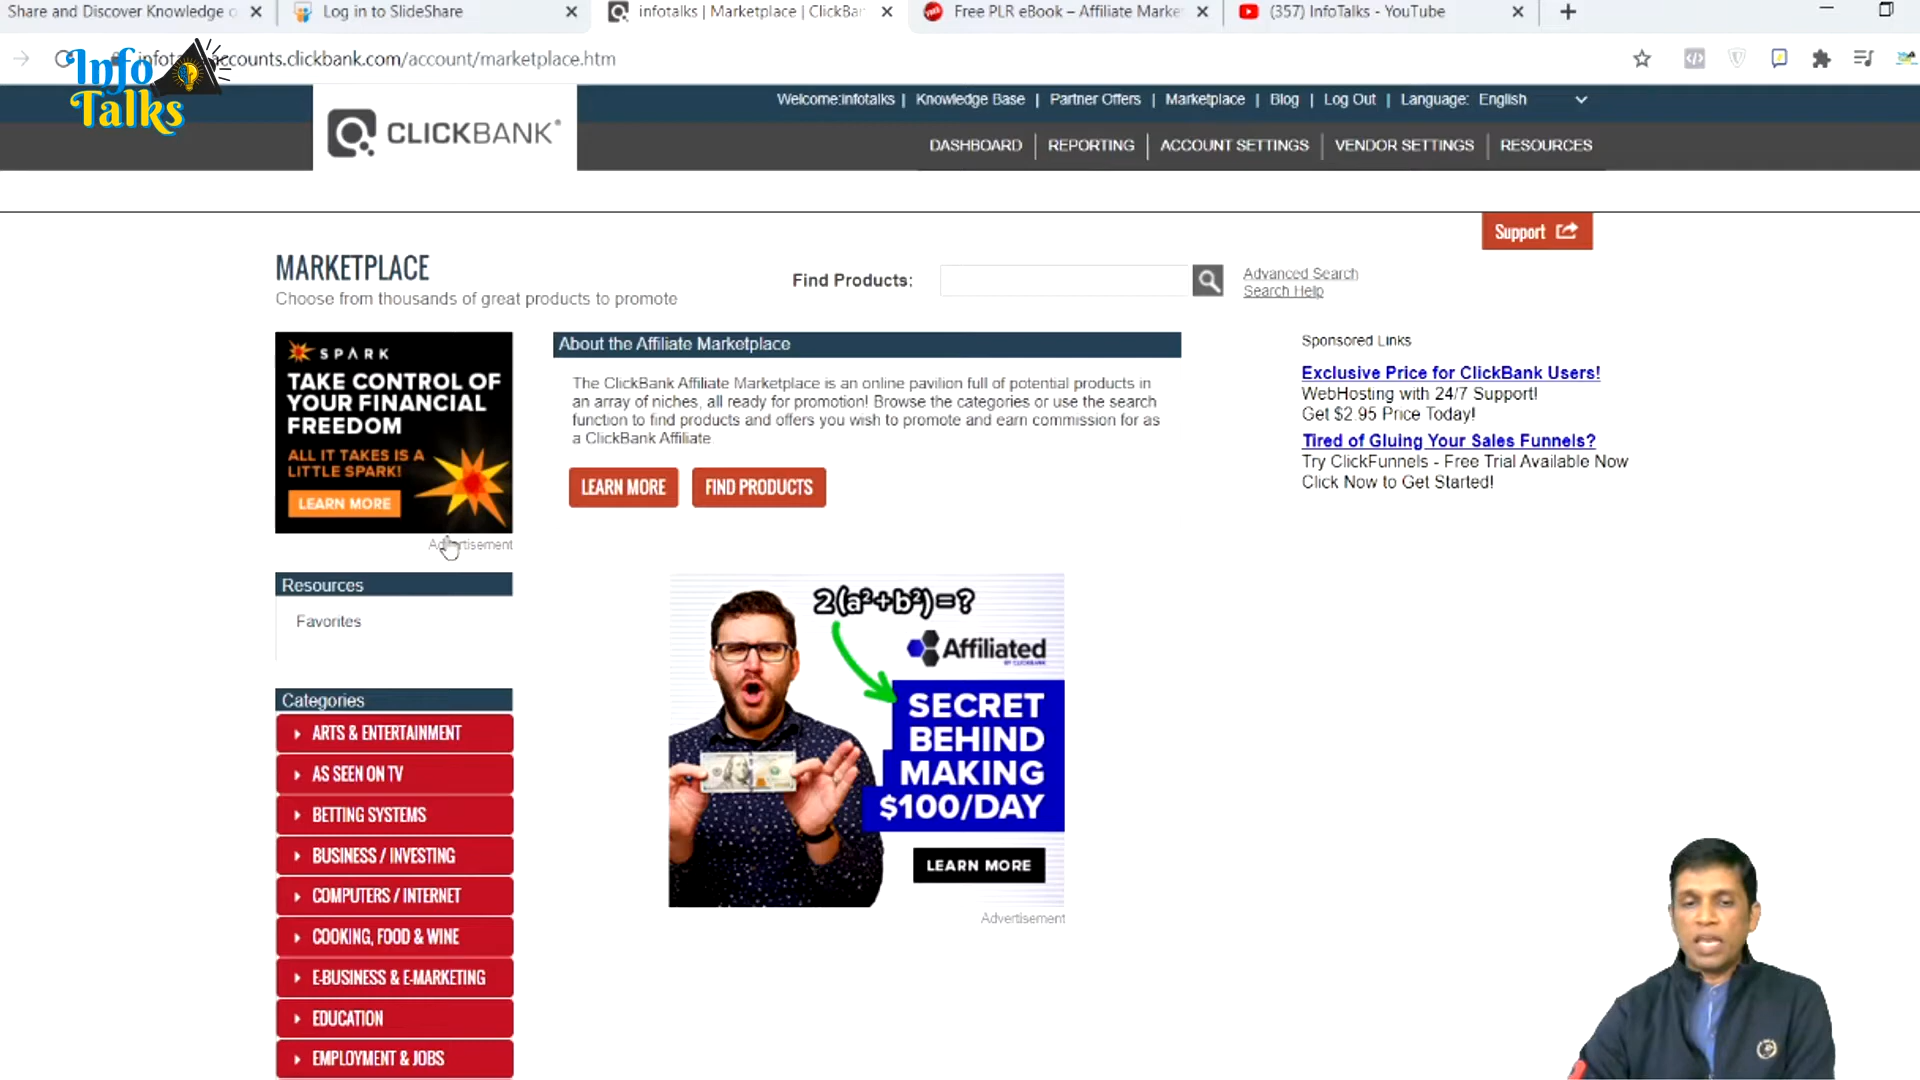 Share and Discover Knowledge o
Log in to SlideShare
infotalks | Marketplace | ClickBan
Free PLR eBook – Affiliate Marke
(357) InfoTalks - YouTube
accounts.clickbank.com/account/marketplace.htm
Info
Talks
Welcome:infotalks | Knowledge Base | Partner Offers | Marketplace | Blog | Log Out | Language: English
CLICKBANK®
DASHBOARD | REPORTING | ACCOUNT SETTINGS | VENDOR SETTINGS | RESOURCES
Support
MARKETPLACE
Choose from thousands of great products to promote
Find Products:
Advanced Search
Search Help
SPARK
TAKE CONTROL OF
YOUR FINANCIAL
FREEDOM
ALL IT TAKES IS A
LITTLE SPARK!
LEARN MORE
Advertisement
About the Affiliate Marketplace
The ClickBank Affiliate Marketplace is an online pavilion full of potential products in
an array of niches, all ready for promotion! Browse the categories or use the search
function to find products and offers you wish to promote and earn commission for as
a ClickBank Affiliate.
LEARN MORE
FIND PRODUCTS
Sponsored Links
Exclusive Price for ClickBank Users!
WebHosting with 24/7 Support!
Get $2.95 Price Today!
Tired of Gluing Your Sales Funnels?
Try ClickFunnels - Free Trial Available Now
Click Now to Get Started!
Resources
Favorites
Categories
ARTS & ENTERTAINMENT
AS SEEN ON TV
BETTING SYSTEMS
BUSINESS / INVESTING
COMPUTERS / INTERNET
COOKING, FOOD & WINE
E-BUSINESS & E-MARKETING
EDUCATION
EMPLOYMENT & JOBS
2(a²+b²)=?
Affiliated
BY CLICKBANK
SECRET
BEHIND
MAKING
$100/DAY
LEARN MORE
Advertisement